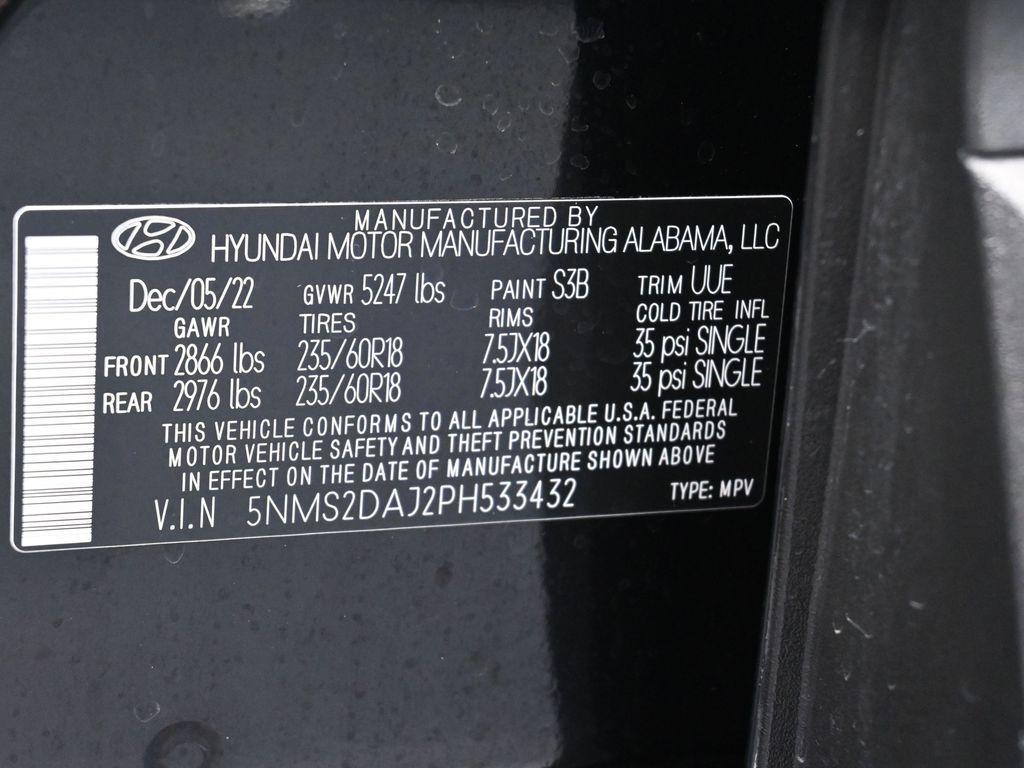 MANUFACTURED BY
HYUNDAI MOTOR MANUFACTURING ALABAMA, LLC
Dec/05/22 GVWR 5247 lbs PAINT S3B TRIM UUE
GAWR TIRES RIMS COLD TIRE INFL
FRONT 2866 lbs 235/60R18 7.5JX18 35 psi SINGLE
REAR 2976 lbs 235/60R18 7.5JX18 35 psi SINGLE
THIS VEHICLE CONFORMS TO ALL APPLICABLE U.S.A. FEDERAL
MOTOR VEHICLE SAFETY AND THEFT PREVENTION STANDARDS
IN EFFECT ON THE DATE OF MANUFACTURE SHOWN ABOVE
V.I.N 5NMS2DAJ2PH533432 TYPE: MPV